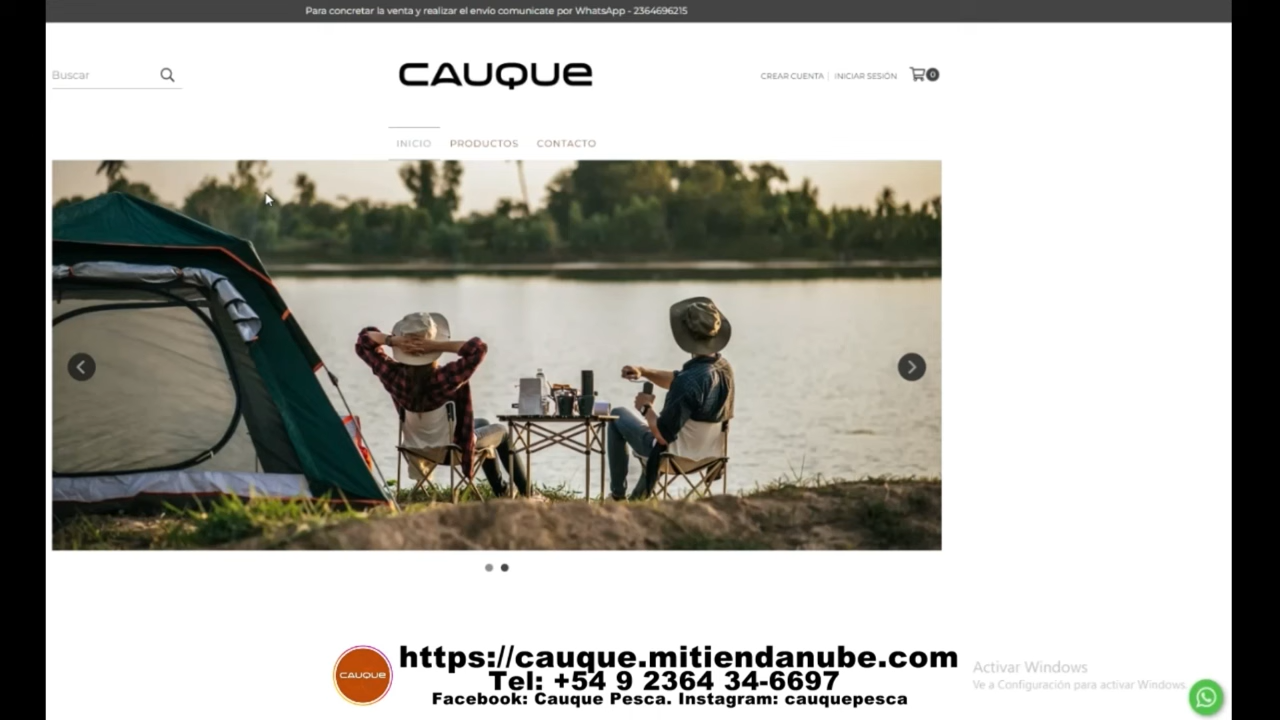 Para concretar la venta y realizar el envío comunicate por WhatsApp - 2364696215
Buscar
CAUQUE
CREAR CUENTA | INICIAR SESIÓN
0
INICIO PRODUCTOS CONTACTO
https://cauque.mitiendanube.com
CAUQUE
Tel: +54 9 2364 34-6697
Facebook: Cauque Pesca. Instagram: cauquepesca
Activar Windows
Ve a Configuración para activar Windows.